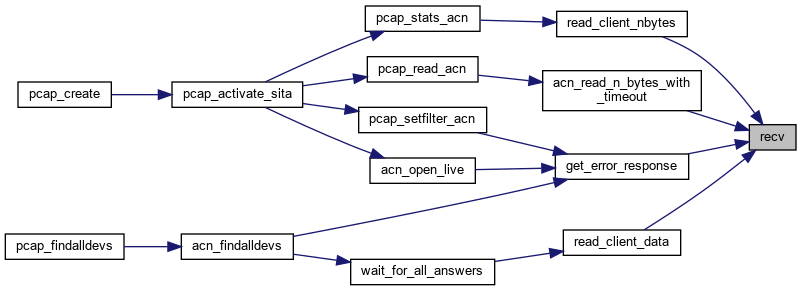 pcap_stats_acn
read_client_nbytes
pcap_read_acn
acn_read_n_bytes_with
_timeout
pcap_create
pcap_activate_sita
pcap_setfilter_acn
recv
acn_open_live
get_error_response
pcap_findalldevs
acn_findalldevs
read_client_data
wait_for_all_answers